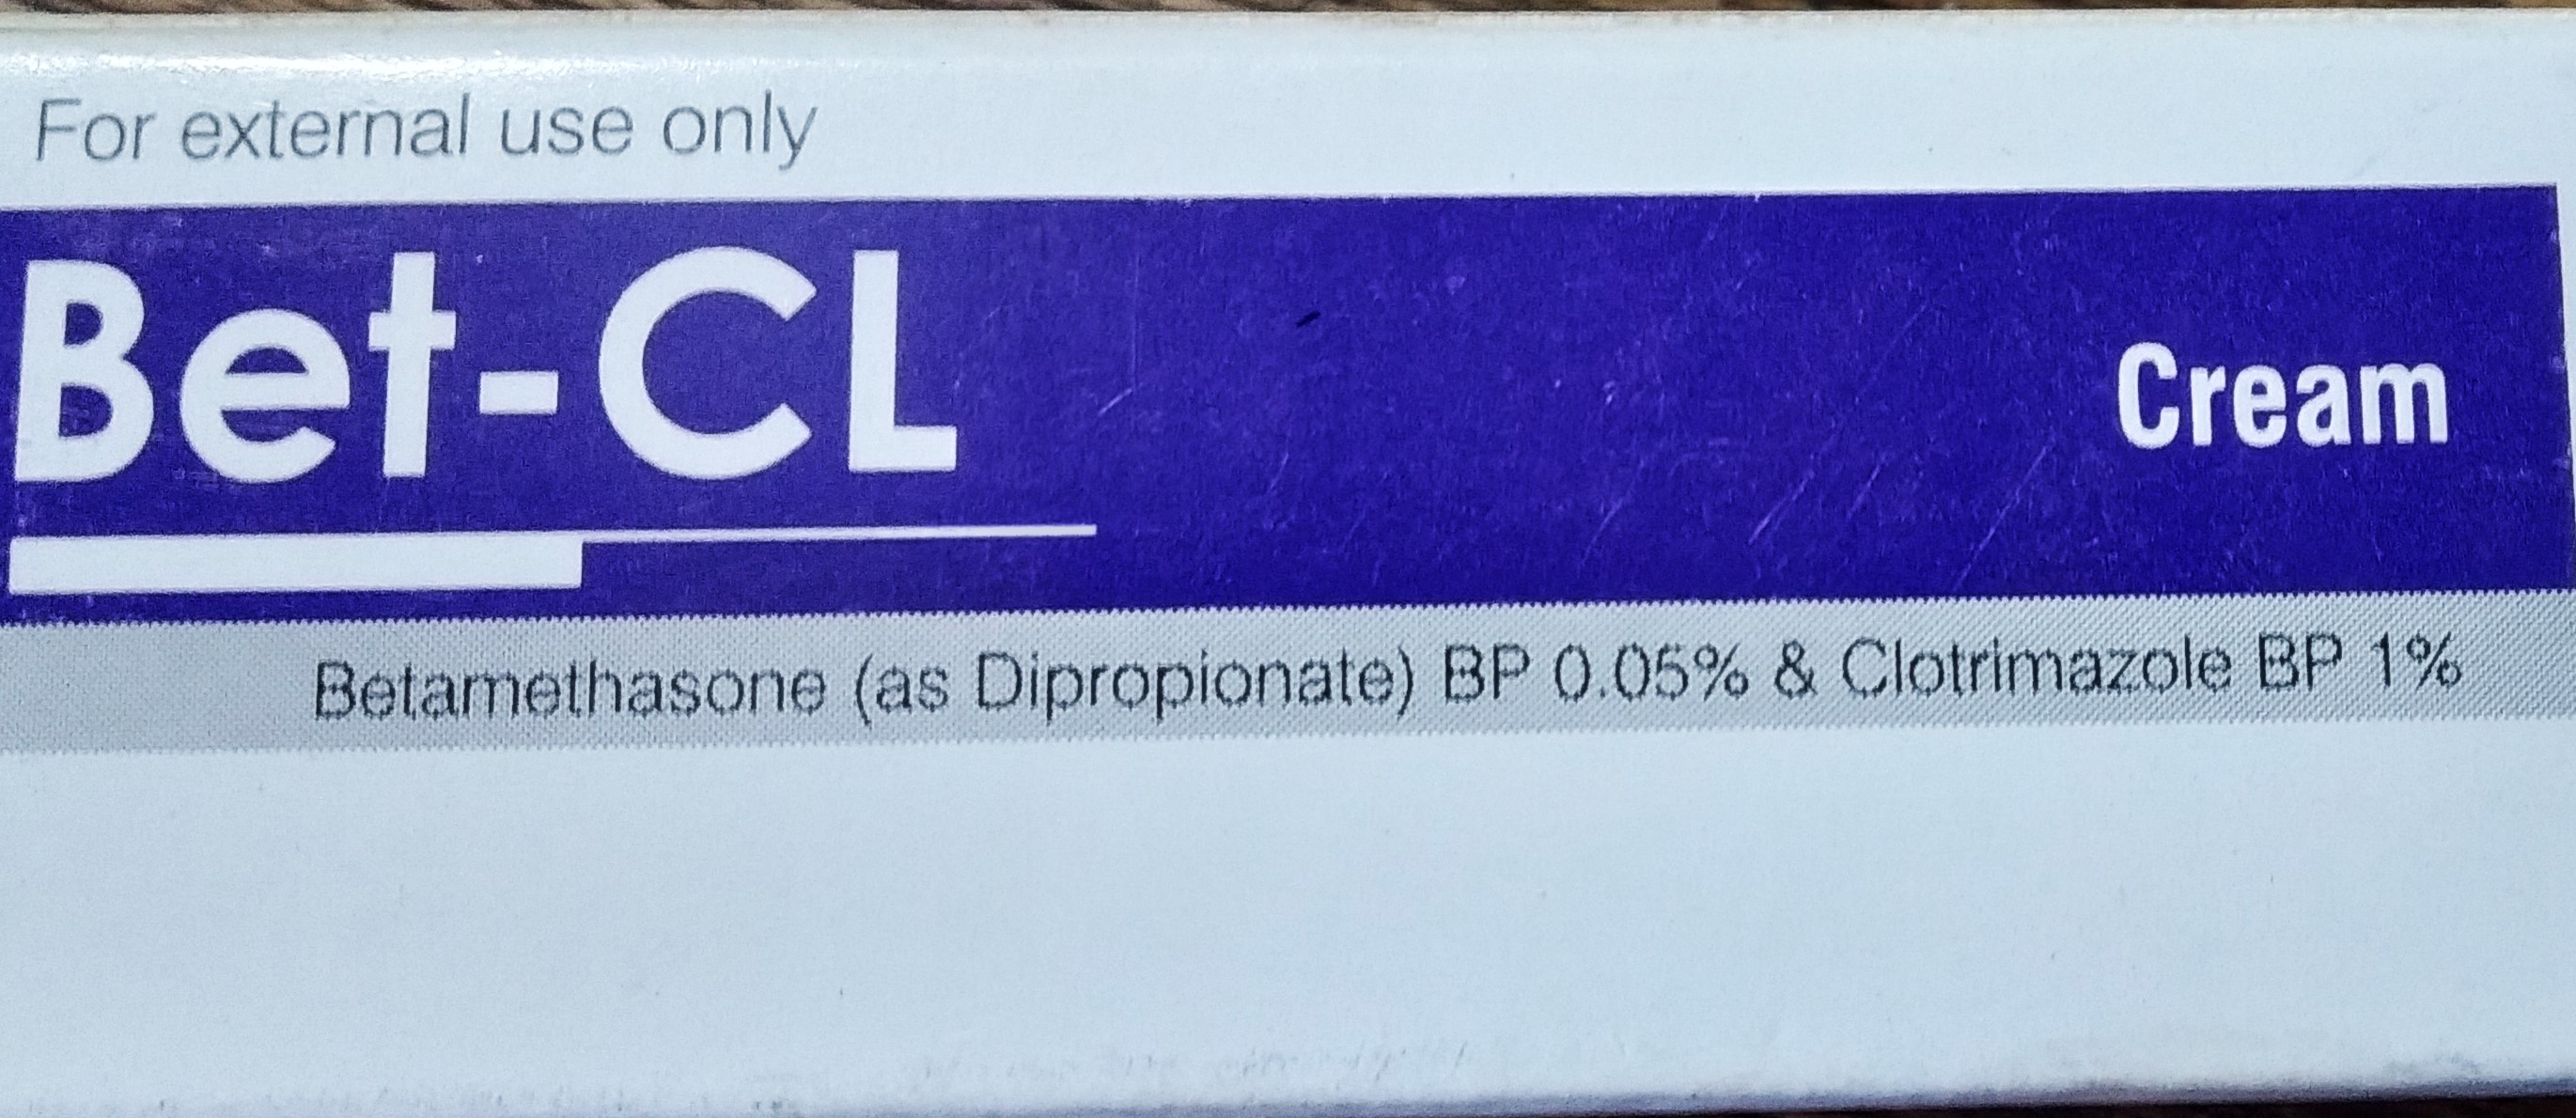 For external use only
Bet-CL
Cream
Betamethasone (as Dipropionate) BP 0.05% & Clotrimazole BP 1%